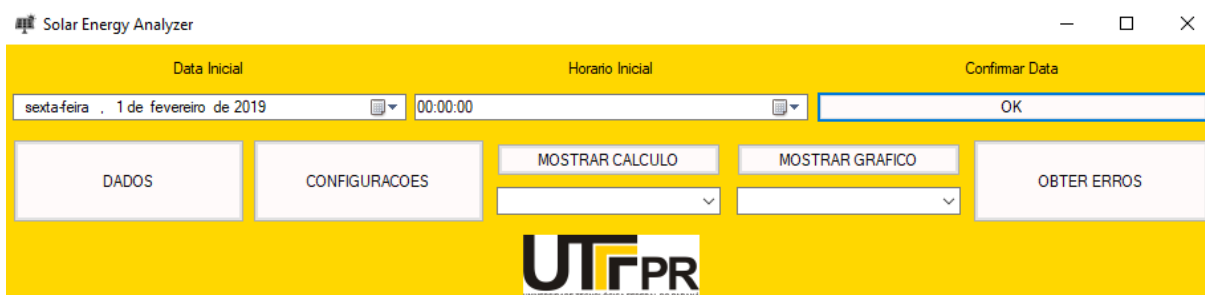 Solar Energy Analyzer
Data Inicial Horario Inicial Confirmar Data
sexta-feira , 1 de fevereiro de 2019 00:00:00 OK
DADOS CONFIGURACOES MOSTRAR CALCULO MOSTRAR GRAFICO OBTER ERROS
UTFPR